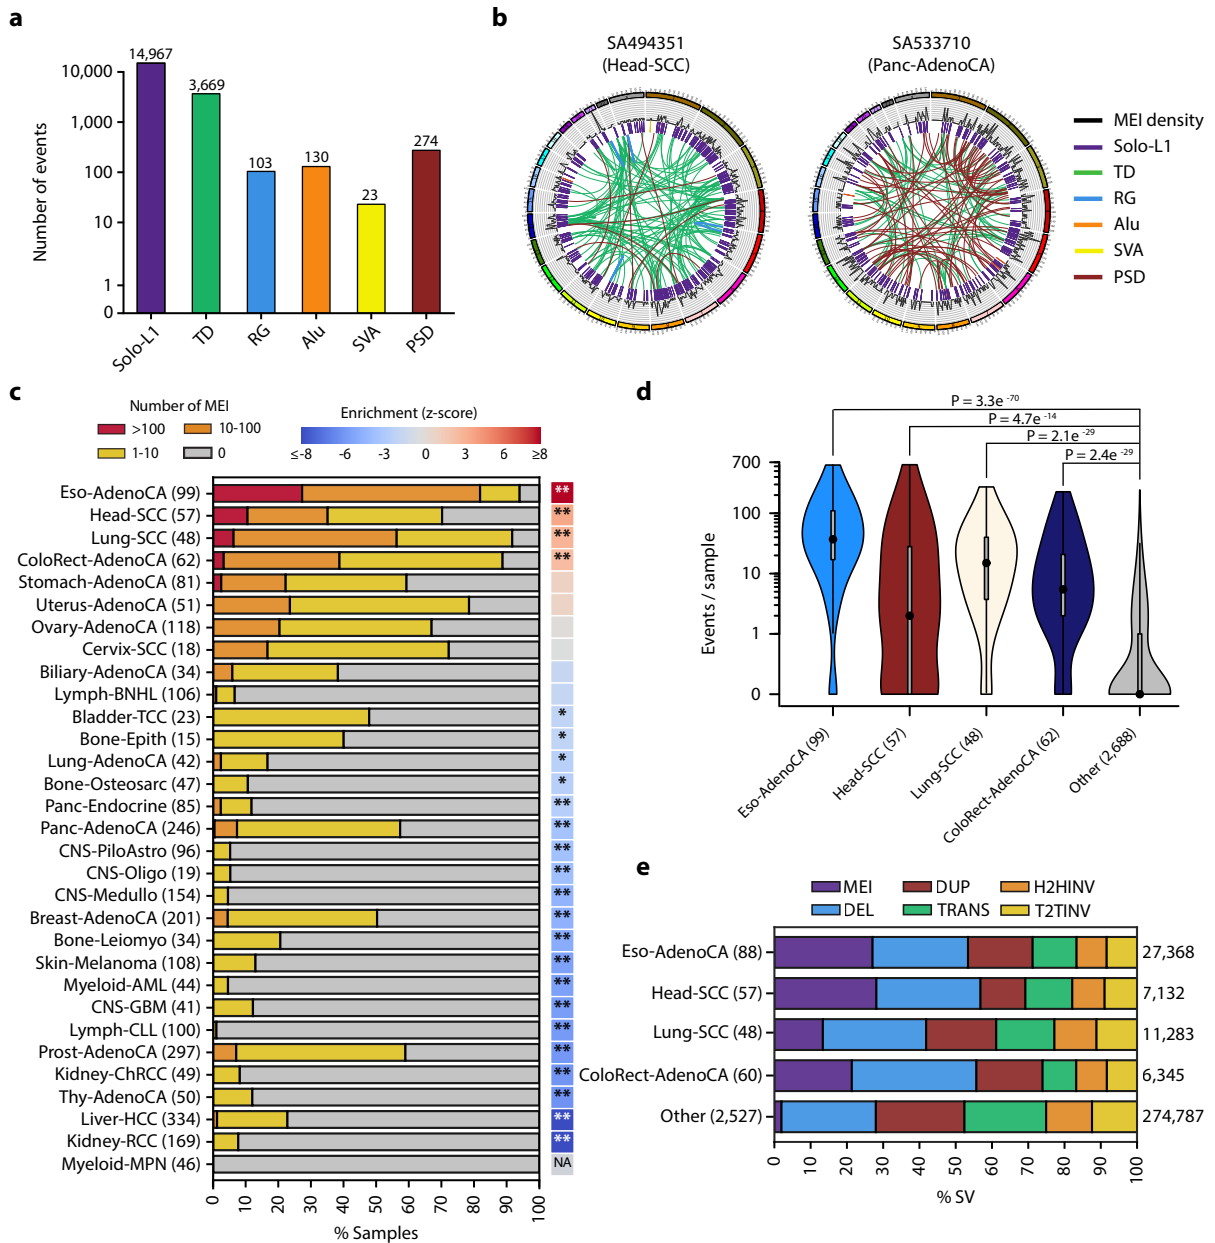 a
14,967
3,669
103
130
23
274
10,000
1,000
100
10
1
0
Number of events
Solo-L1
TD
RG
Alu
SVA
PSD
b
SA494351
(Head-SCC)
SA533710
(Panc-AdenoCA)
MEI density
Solo-L1
TD
RG
Alu
SVA
PSD
c
Number of MEI
>100
10-100
1-10
0
Enrichment (z-score)
≤-8 -6 -3 0 3 6 ≥8
Eso-AdenoCA (99) **
Head-SCC (57) **
Lung-SCC (48) **
ColoRect-AdenoCA (62) **
Stomach-AdenoCA (81)
Uterus-AdenoCA (51)
Ovary-AdenoCA (118)
Cervix-SCC (18)
Biliary-AdenoCA (34)
Lymph-BNHL (106)
Bladder-TCC (23) *
Bone-Epith (15) *
Lung-AdenoCA (42) *
Bone-Osteosarc (47) *
Panc-Endocrine (85) **
Panc-AdenoCA (246) **
CNS-PiloAstro (96) **
CNS-Oligo (19) **
CNS-Medullo (154) **
Breast-AdenoCA (201) **
Bone-Leiomyo (34) **
Skin-Melanoma (108) **
Myeloid-AML (44) **
CNS-GBM (41) **
Lymph-CLL (100) **
Prost-AdenoCA (297) **
Kidney-ChRCC (49) **
Thy-AdenoCA (50) **
Liver-HCC (334) **
Kidney-RCC (169) **
Myeloid-MPN (46) NA
0 10 20 30 40 50 60 70 80 90 100
% Samples
d
P = 3.3e -70
P = 4.7e -14
P = 2.1e -29
P = 2.4e -29
700
100
10
1
0
Events / sample
Eso-AdenoCA (99)
Head-SCC (57)
Lung-SCC (48)
ColoRect-AdenoCA (62)
Other (2,688)
e
MEI DUP H2HINV
DEL TRANS T2TINV
Eso-AdenoCA (88) 27,368
Head-SCC (57) 7,132
Lung-SCC (48) 11,283
ColoRect-AdenoCA (60) 6,345
Other (2,527) 274,787
0 10 20 30 40 50 60 70 80 90 100
% SV